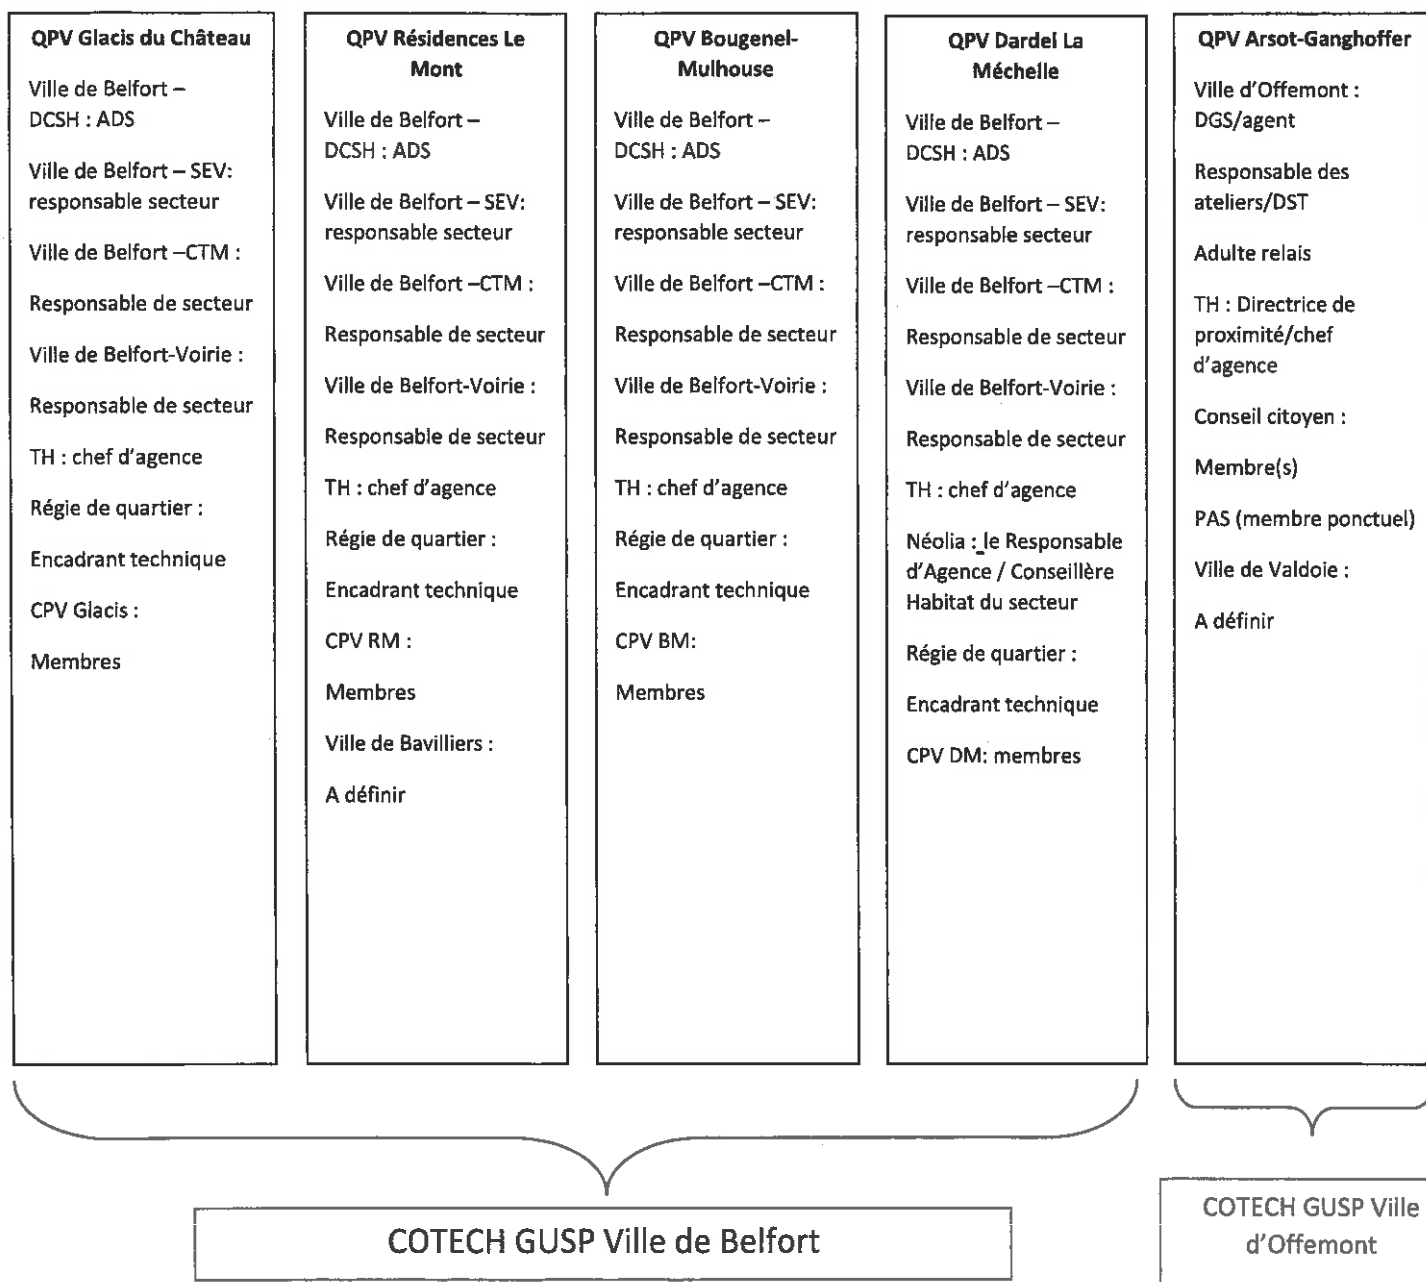 QPV Glacis du Château
Ville de Belfort –
DCSH : ADS
Ville de Belfort – SEV:
responsable secteur
Ville de Belfort –CTM :
Responsable de secteur
Ville de Belfort-Voirie :
Responsable de secteur
TH : chef d'agence
Régie de quartier :
Encadrant technique
CPV Glacis :
Membres
QPV Résidences Le
Mont
Ville de Belfort –
DCSH : ADS
Ville de Belfort – SEV:
responsable secteur
Ville de Belfort –CTM :
Responsable de secteur
Ville de Belfort-Voirie :
Responsable de secteur
TH : chef d'agence
Régie de quartier :
Encadrant technique
CPV RM :
Membres
Ville de Bavilliers :
A définir
QPV Bougenel-
Mulhouse
Ville de Belfort –
DCSH : ADS
Ville de Belfort – SEV:
responsable secteur
Ville de Belfort –CTM :
Responsable de secteur
Ville de Belfort-Voirie :
Responsable de secteur
TH : chef d'agence
Régie de quartier :
Encadrant technique
CPV BM:
Membres
QPV Dardel La
Méchelle
Ville de Belfort –
DCSH : ADS
Ville de Belfort – SEV:
responsable secteur
Ville de Belfort –CTM :
Responsable de secteur
Ville de Belfort-Voirie :
Responsable de secteur
TH : chef d'agence
Néolia : le Responsable
d'Agence / Conseillère
Habitat du secteur
Régie de quartier :
Encadrant technique
CPV DM: membres
QPV Arsot-Ganghoffer
Ville d'Offemont :
DGS/agent
Responsable des
ateliers/DST
Adulte relais
TH : Directrice de
proximité/chef
d'agence
Conseil citoyen :
Membre(s)
PAS (membre ponctuel)
Ville de Valdoie :
A définir
COTECH GUSP Ville de Belfort
COTECH GUSP Ville
d'Offemont